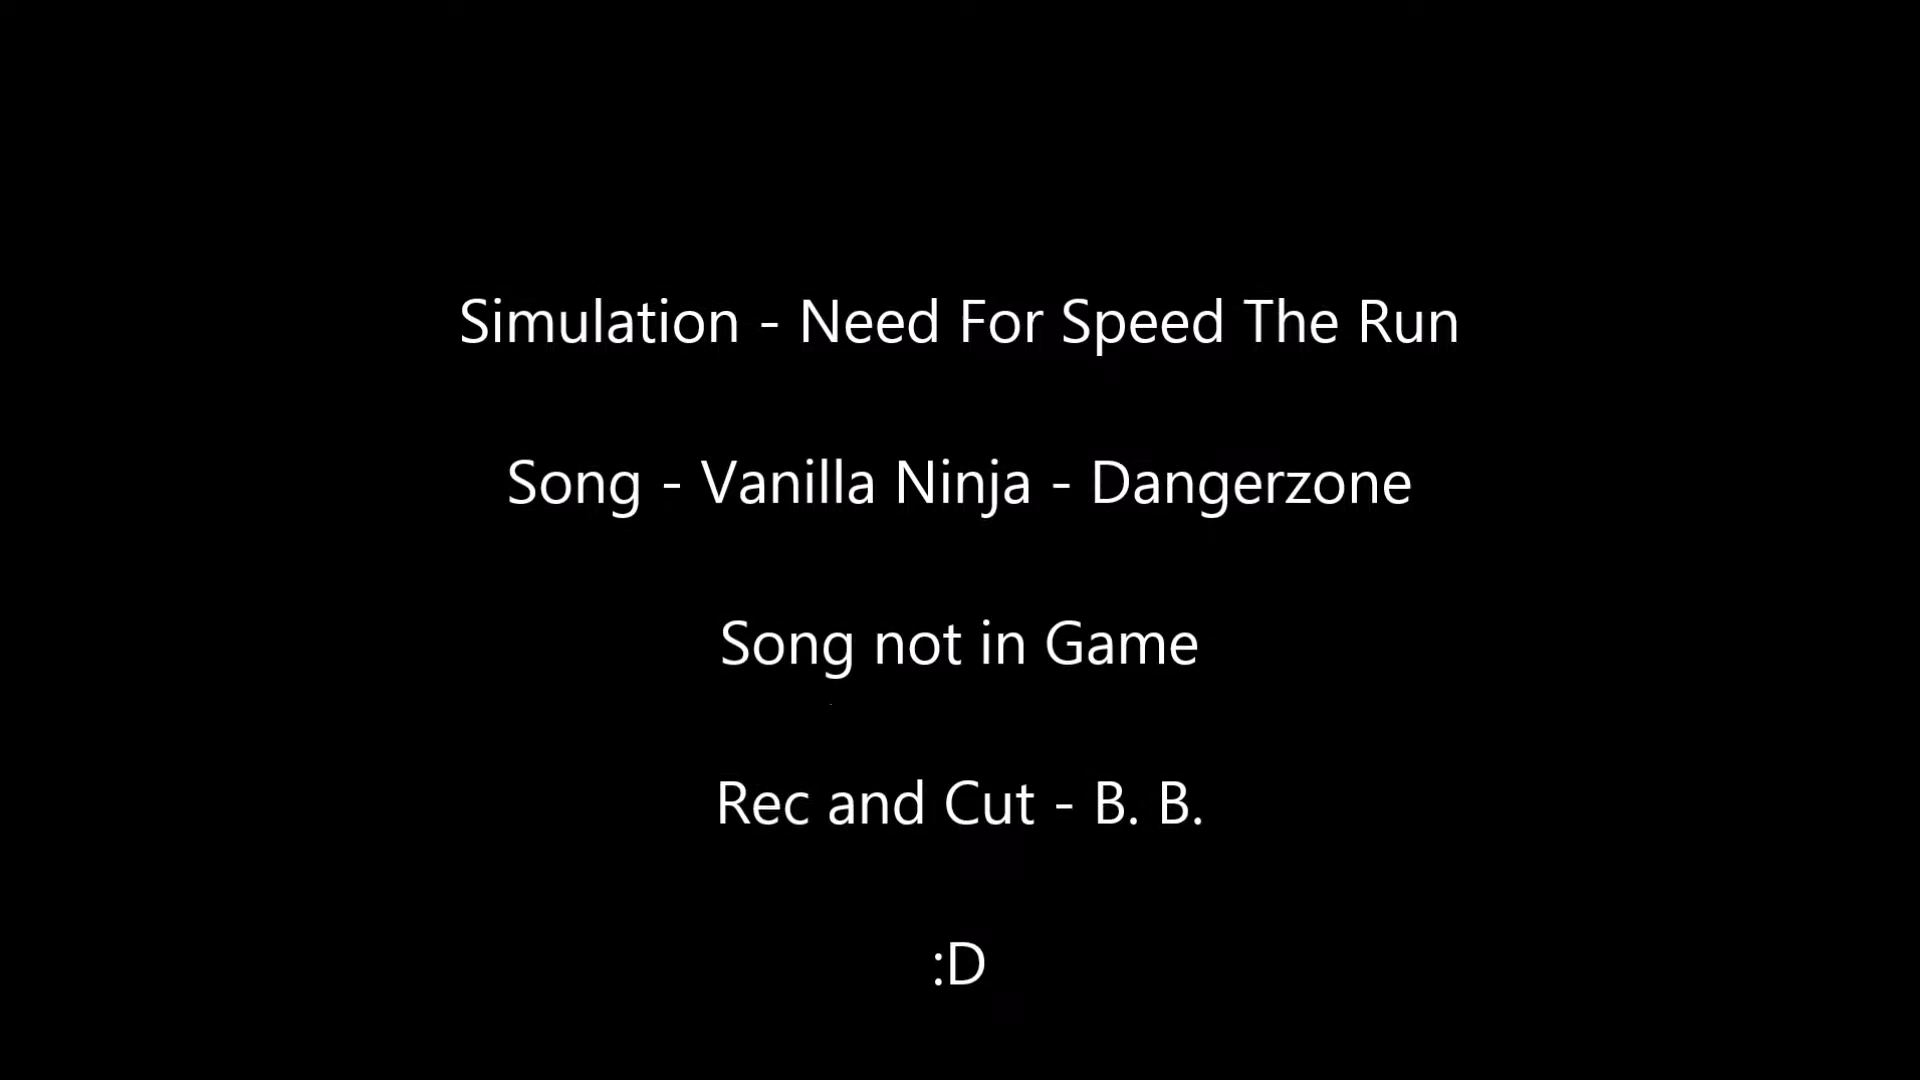 Simulation - Need For Speed The Run
Song - Vanilla Ninja - Dangerzone
Song not in Game
Rec and Cut - B. B.
:D